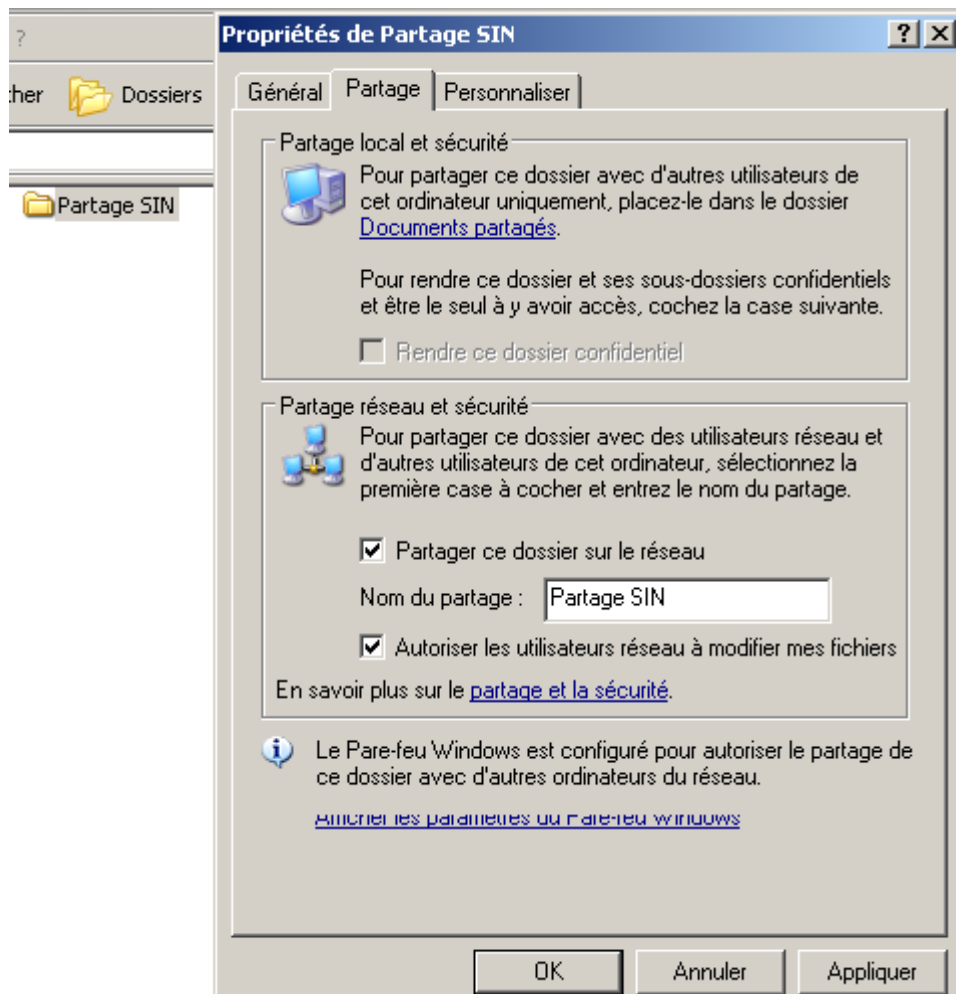 ?
Propriétés de Partage SIN
cher
Dossiers
Général
Partage
Personnaliser
Partage SIN
Partage local et sécurité
Pour partager ce dossier avec d'autres utilisateurs de
cet ordinateur uniquement, placez-le dans le dossier
Documents partagés.
Pour rendre ce dossier et ses sous-dossiers confidentiels
et être le seul à y avoir accès, cochez la case suivante.
Rendre ce dossier confidentiel
Partage réseau et sécurité
Pour partager ce dossier avec des utilisateurs réseau et
d'autres utilisateurs de cet ordinateur, sélectionnez la
première case à cocher et entrez le nom du partage.
Partager ce dossier sur le réseau
Nom du partage : Partage SIN
Autoriser les utilisateurs réseau à modifier mes fichiers
En savoir plus sur le partage et la sécurité.
Le Pare-feu Windows est configuré pour autoriser le partage de
ce dossier avec d'autres ordinateurs du réseau.
Afficher les paramètres du Pare-feu Windows
OK
Annuler
Appliquer